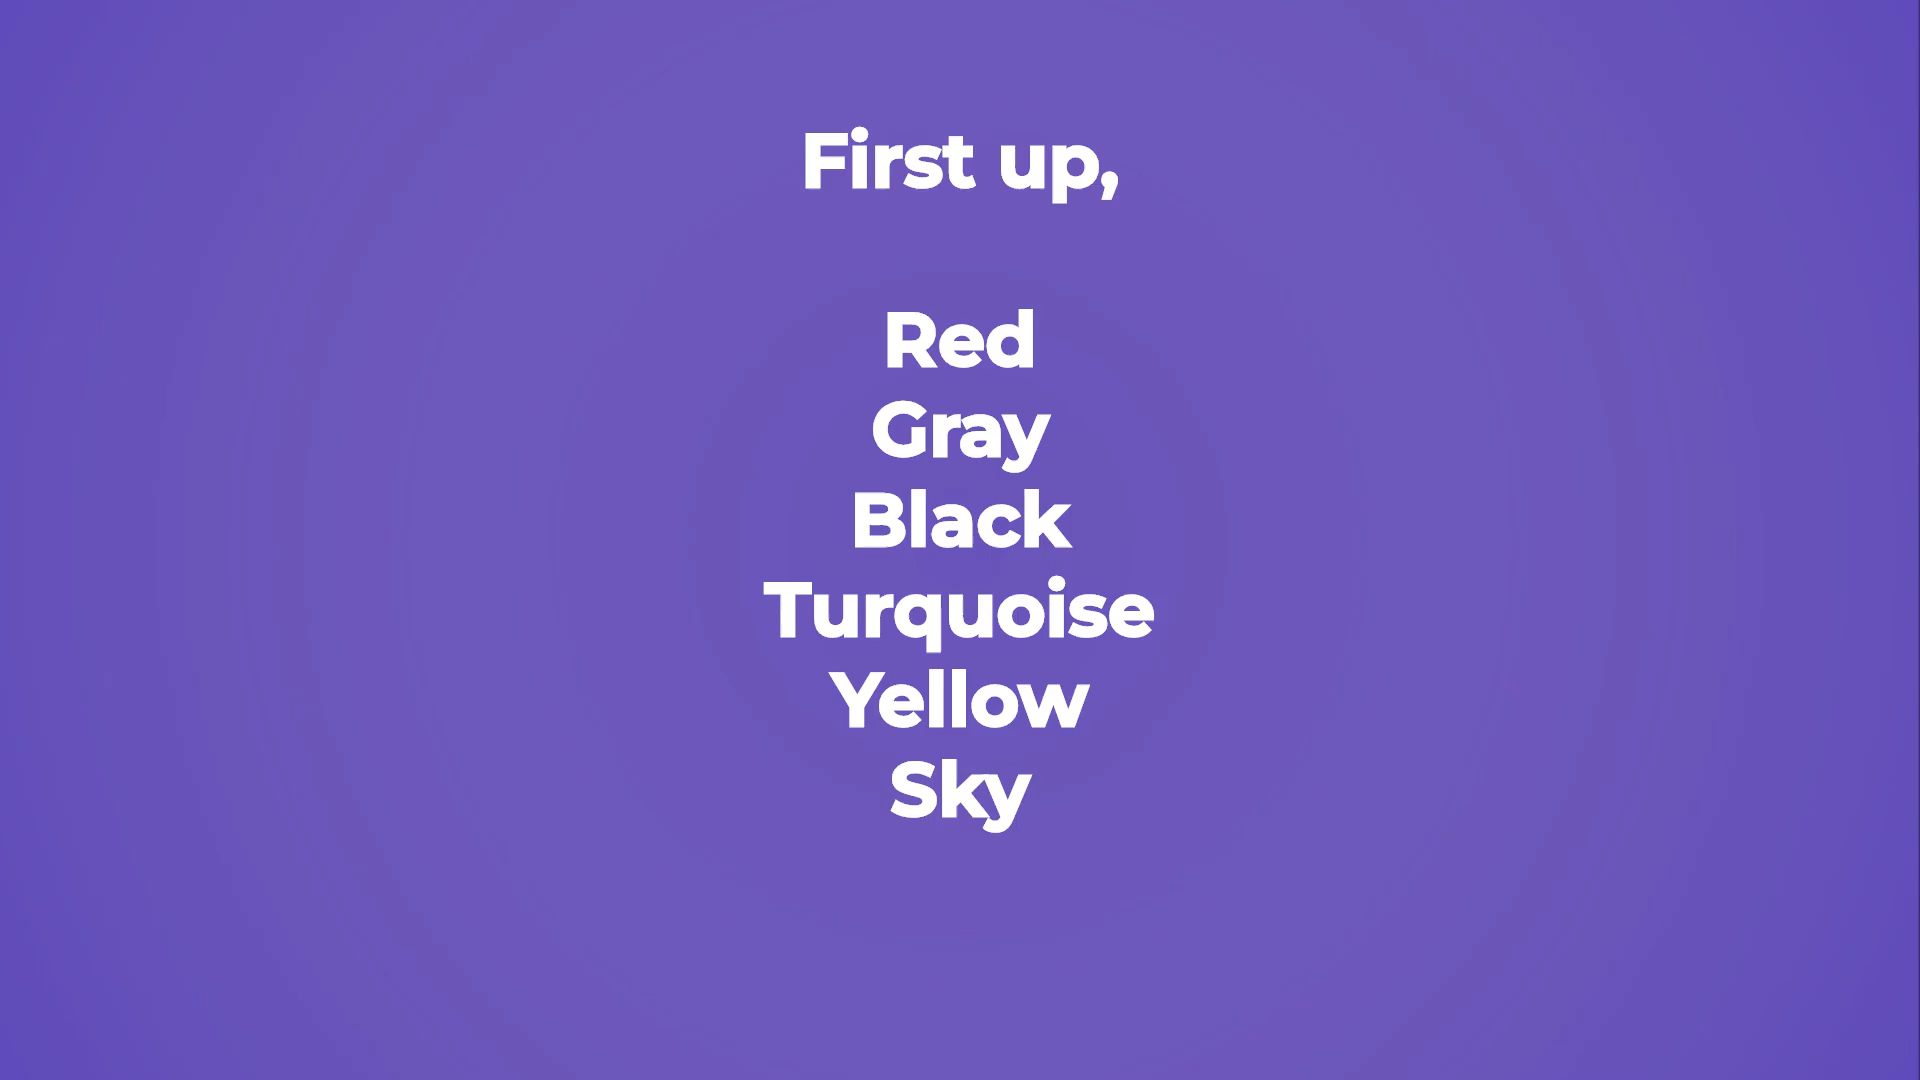 First up,
Red
Gray
Black
Turquoise
Yellow
Sky